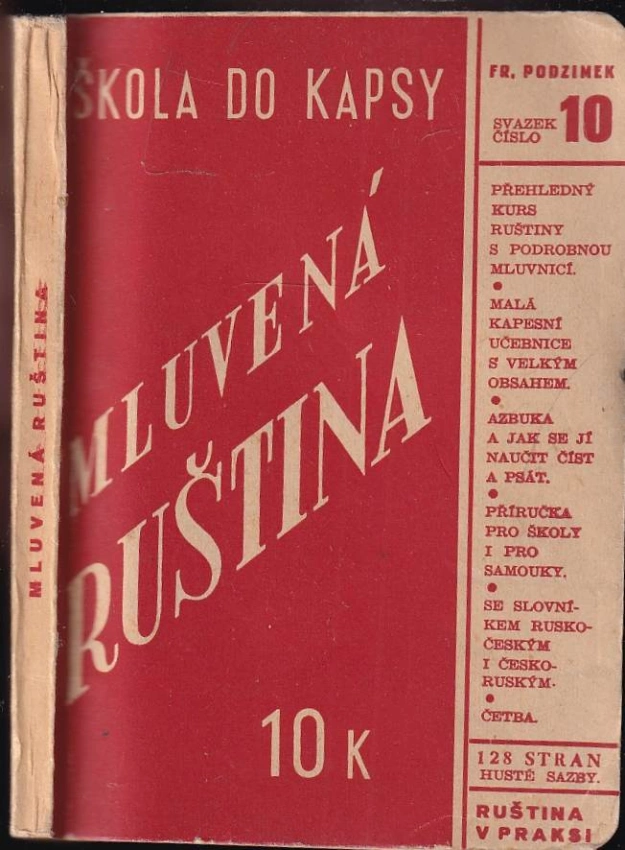 MLUVENÁ RUŠTINA
ŠKOLA DO KAPSY
MLUVENÁ
RUŠTINA
10 K
FR. PODZIMEK
SVAZEK
ČÍSLO 10
PŘEHLEDNÝ
KURS
RUŠTINY
S PODROBNOU
MLUVNICÍ.
MALÁ
KAPESNÍ
UČEBNICE
S VELKÝM
OBSAHEM.
AZBUKA
A JAK SE JÍ
NAUČIT ČÍST
A PSÁT.
PŘÍRUČKA
PRO ŠKOLY
I PRO
SAMOUKY.
SE SLOVNÍ-
KEM RUSKO-
ČESKÝM
I ČESKO-
RUSKÝM.
ČETBA.
128 STRAN
HUSTÉ SAZBY.
RUŠTINA
V PRAKSI